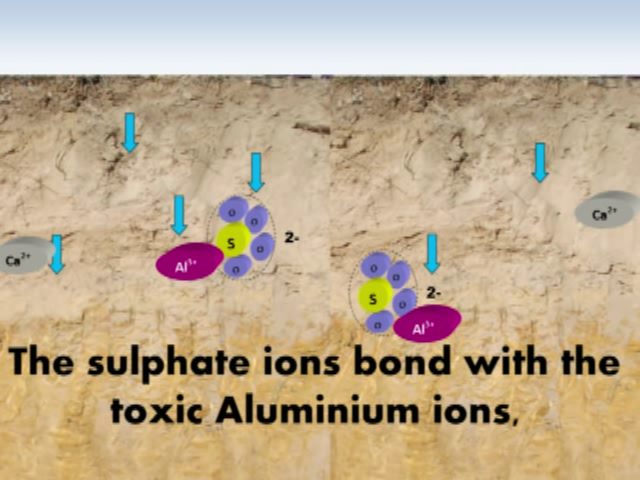 O
O
S
O
2-
Ca²⁺
Al³⁺
O
Ca²⁺
O
O
S
O
2-
O
Al³⁺
The sulphate ions bond with the
toxic Aluminium ions,